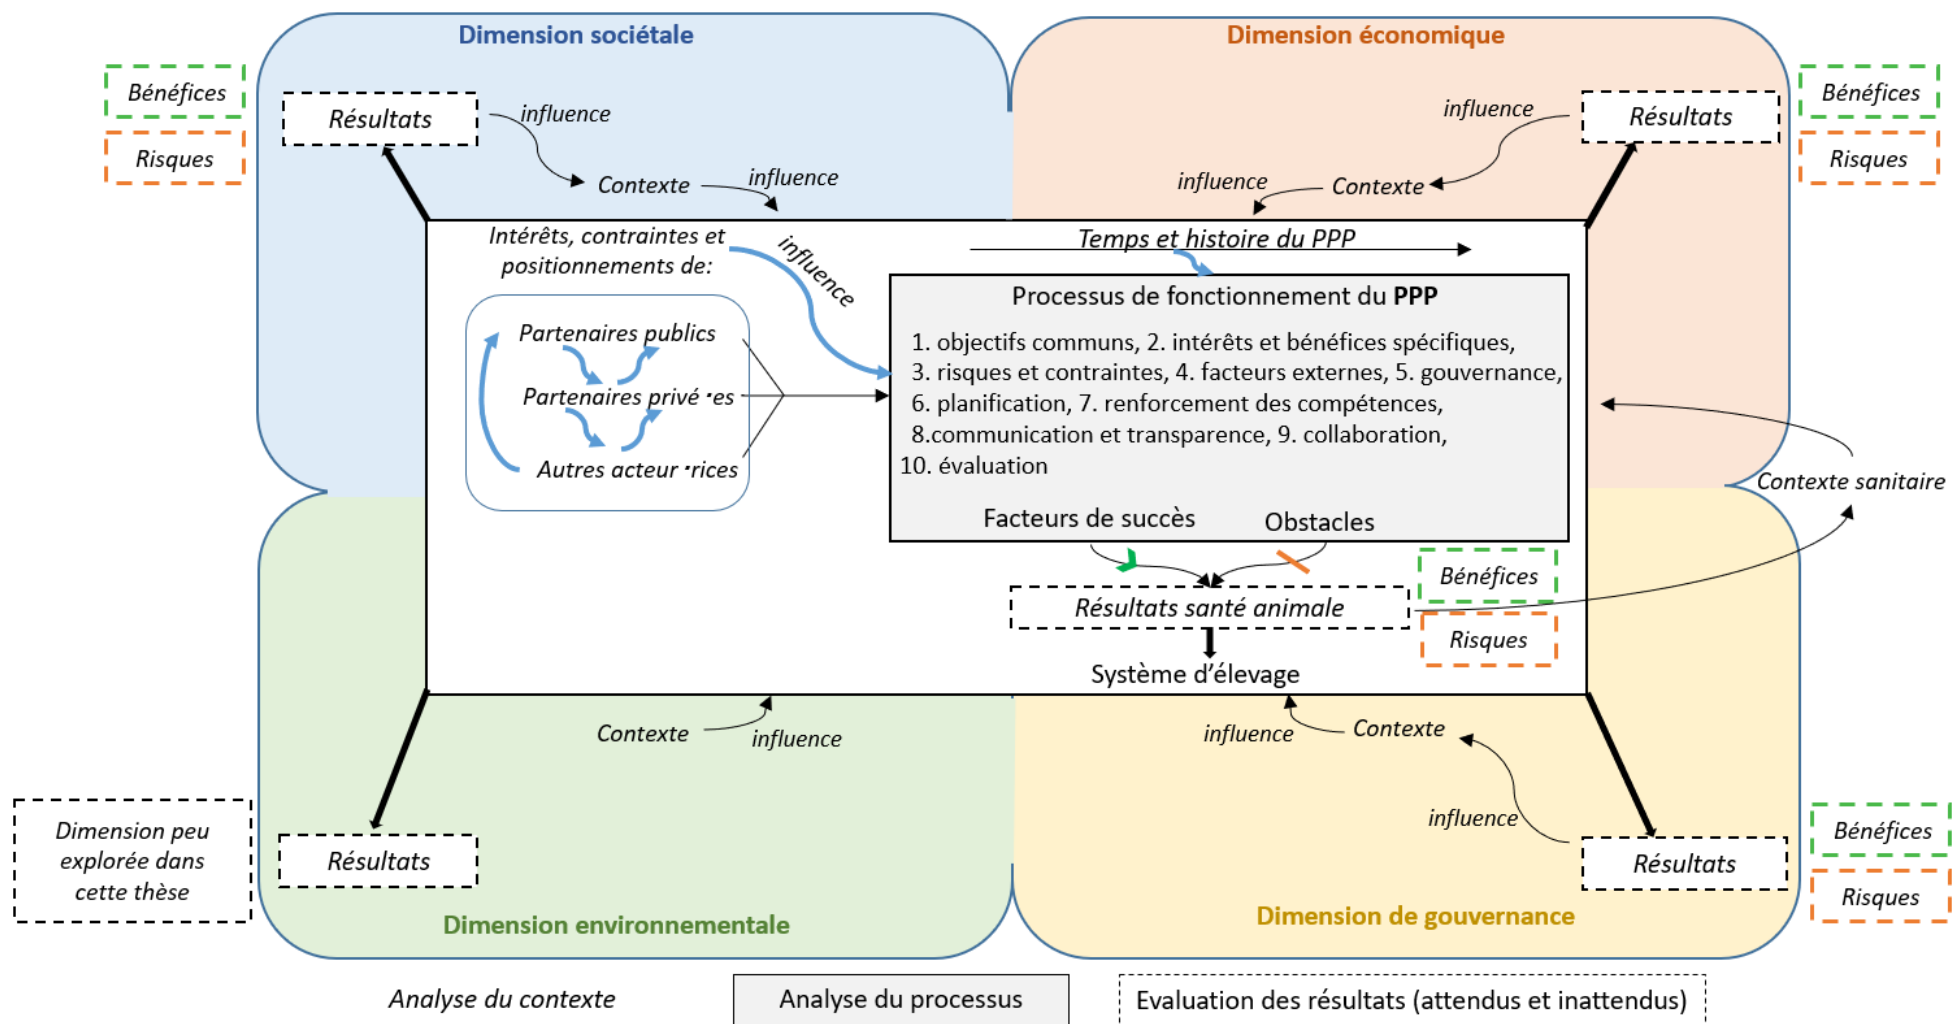 Dimension sociétale
Dimension économique
Bénéfices
Risques
Résultats
influence
Contexte
influence
influence
Résultats
influence
Contexte
Bénéfices
Risques
Intérêts, contraintes et
positionnements de:
influence
Temps et histoire du PPP
Partenaires publics
Partenaires privé·es
Autres acteur·rices
Processus de fonctionnement du PPP
1. objectifs communs, 2. intérêts et bénéfices spécifiques,
3. risques et contraintes, 4. facteurs externes, 5. gouvernance,
6. planification, 7. renforcement des compétences,
8.communication et transparence, 9. collaboration,
10. évaluation
Facteurs de succès
Obstacles
Contexte sanitaire
Résultats santé animale
Bénéfices
Risques
Système d'élevage
Contexte
influence
influence
Contexte
influence
Dimension peu
explorée dans
cette thèse
Résultats
Résultats
Bénéfices
Risques
Dimension environnementale
Dimension de gouvernance
Analyse du contexte
Analyse du processus
Evaluation des résultats (attendus et inattendus)